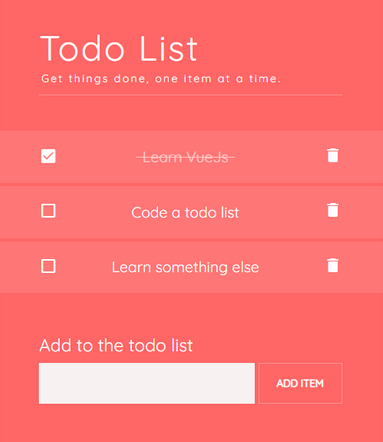 Todo List
Get things done, one item at a time.
Learn VueJs
Code a todo list
Learn something else
Add to the todo list
ADD ITEM